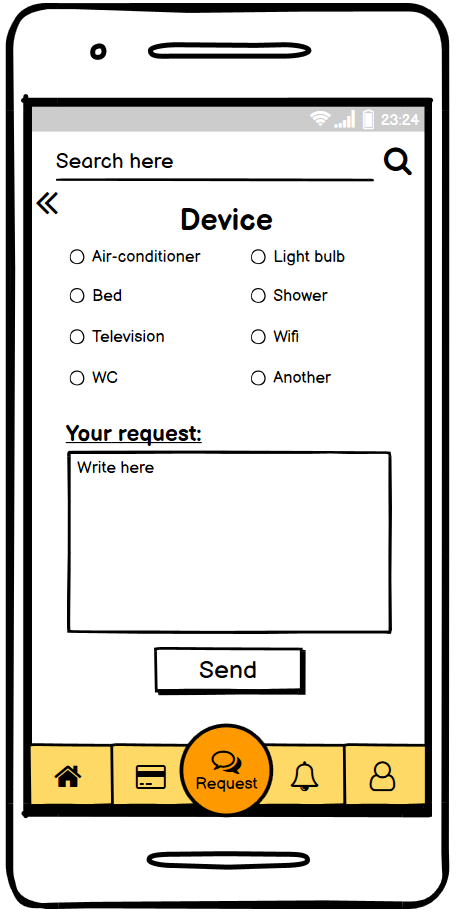 23:24
Search here
Device
Air-conditioner Light bulb
Bed Shower
Television Wifi
WC Another
Your request:
Write here
Send
Request